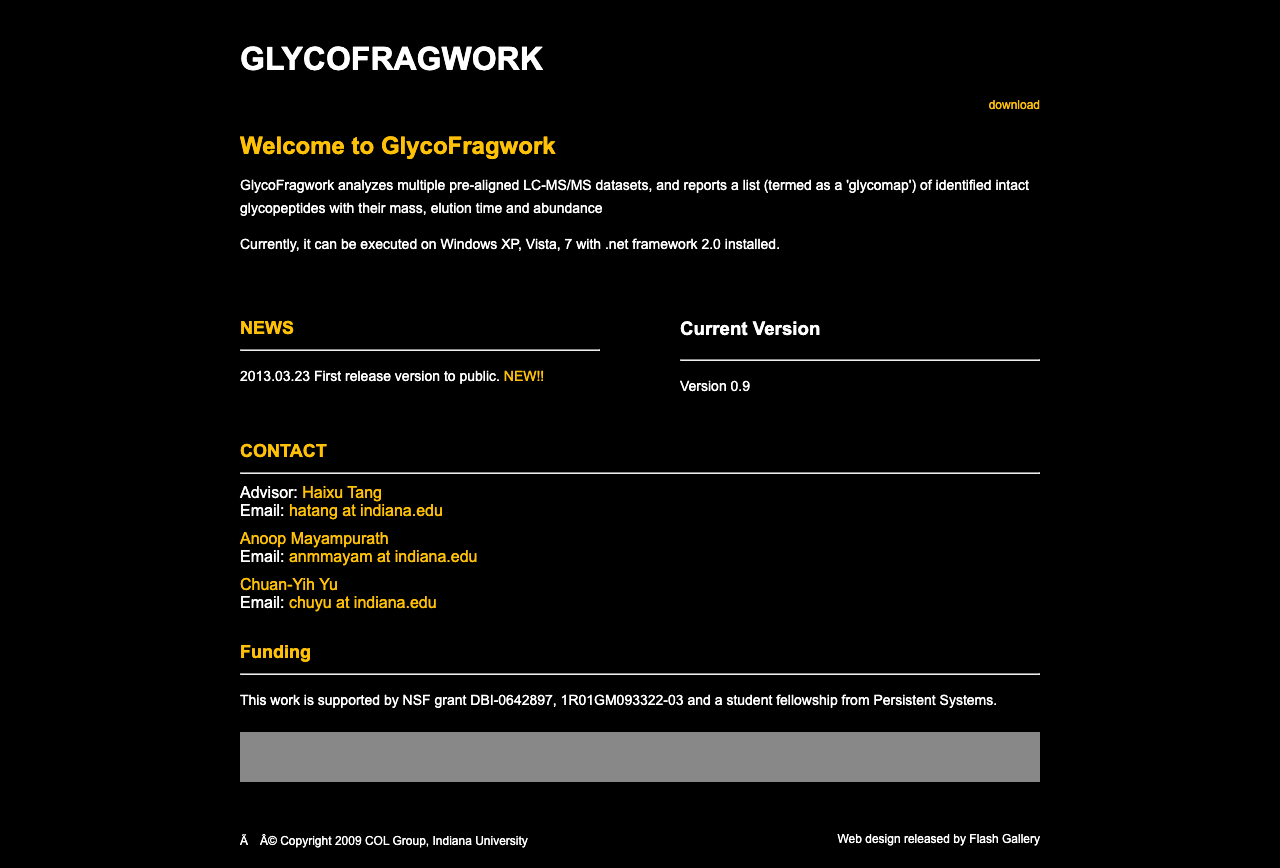 GLYCOFRAGWORK
download
Welcome to GlycoFragwork
GlycoFragwork analyzes multiple pre-aligned LC-MS/MS datasets, and reports a list (termed as a 'glycomap') of identified intact
glycopeptides with their mass, elution time and abundance
Currently, it can be executed on Windows XP, Vista, 7 with .net framework 2.0 installed.
NEWS
2013.03.23 First release version to public. NEW!!
Current Version
Version 0.9
CONTACT
Advisor: Haixu Tang
Email: hatang at indiana.edu
Anoop Mayampurath
Email: anmmayam at indiana.edu
Chuan-Yih Yu
Email: chuyu at indiana.edu
Funding
This work is supported by NSF grant DBI-0642897, 1R01GM093322-03 and a student fellowship from Persistent Systems.
Ã Â© Copyright 2009 COL Group, Indiana University
Web design released by Flash Gallery